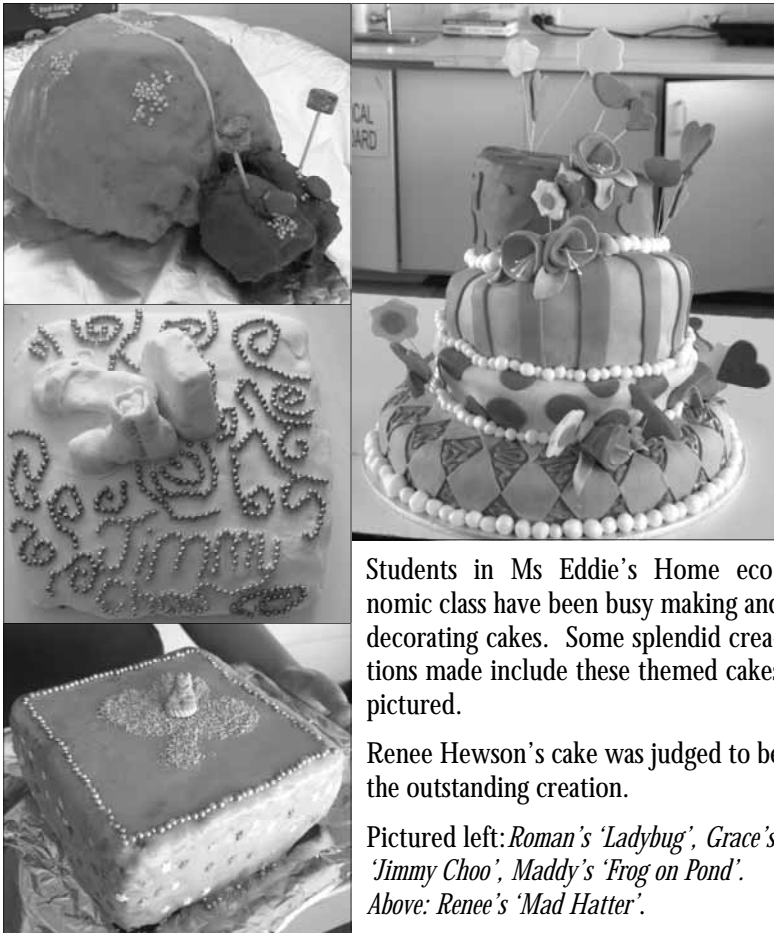 ICAL
ARD
Jimmy
Choo
Students in Ms Eddie's Home eco-
nomic class have been busy making and
decorating cakes. Some splendid crea-
tions made include these themed cakes
pictured.
Renee Hewson's cake was judged to be
the outstanding creation.
Pictured left: Roman's 'Ladybug', Grace's
'Jimmy Choo', Maddy's 'Frog on Pond'.
Above: Renee's 'Mad Hatter'.